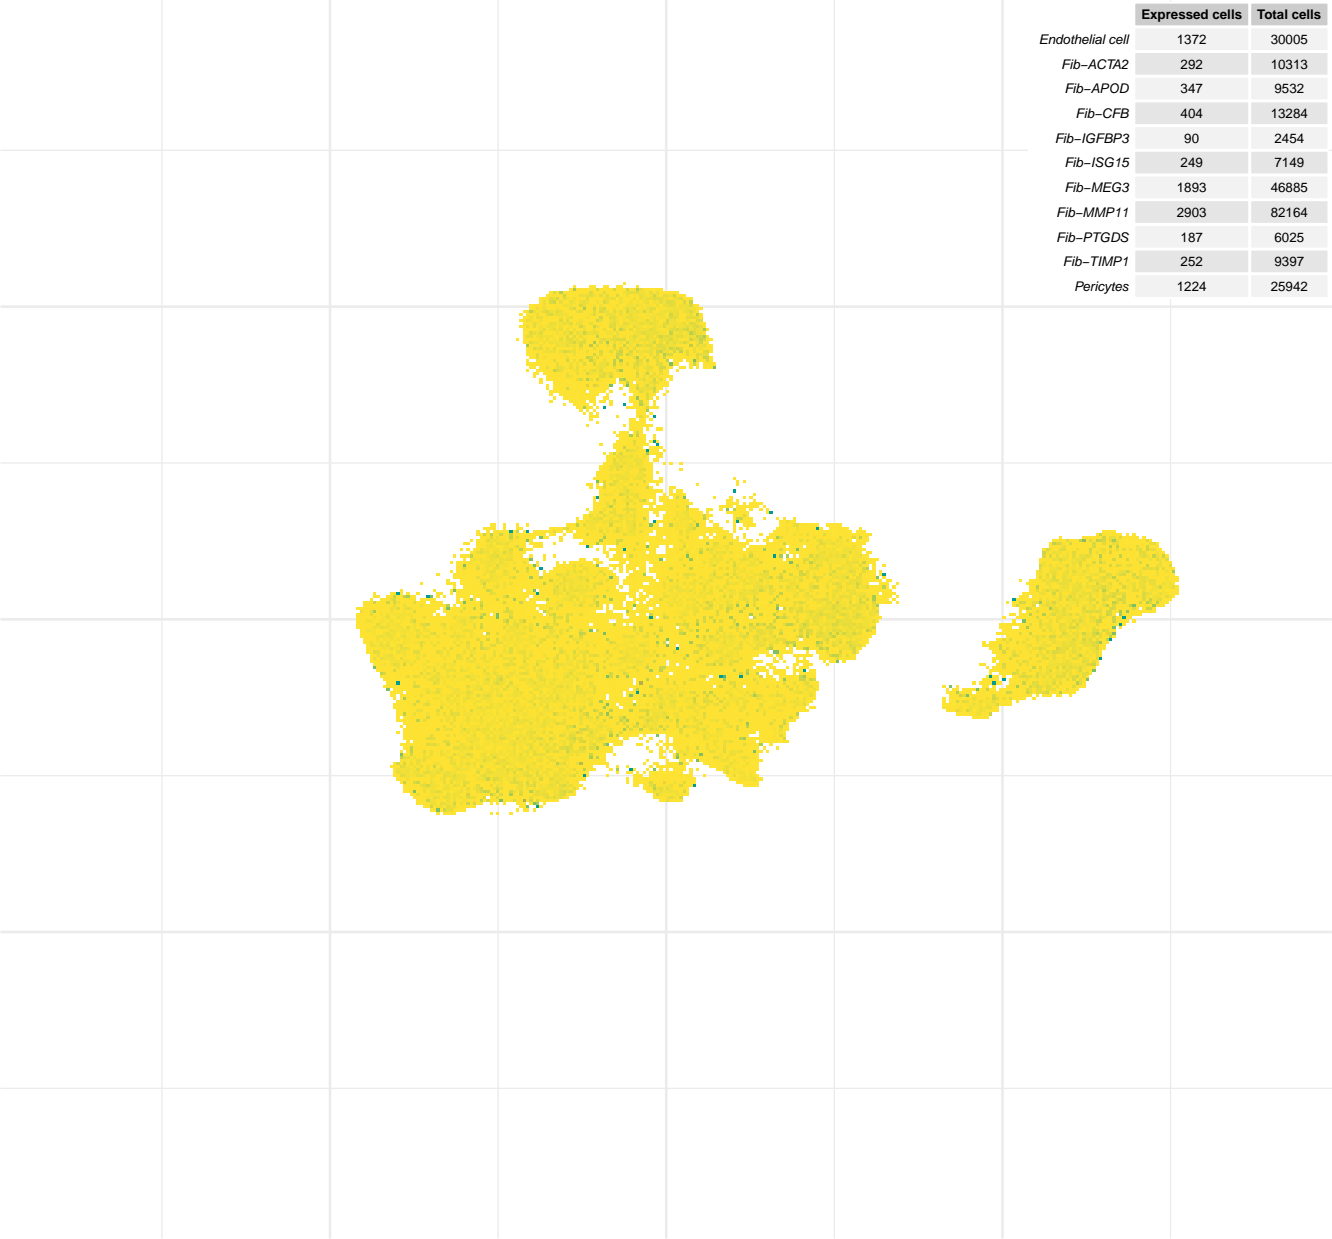 Expressed cells Total cells
Endothelial cell 1372 30005
Fib−ACTA2 292 10313
Fib−APOD 347 9532
Fib−CFB 404 13284
Fib−IGFBP3 90 2454
Fib−ISG15 249 7149
Fib−MEG3 1893 46885
Fib−MMP11 2903 82164
Fib−PTGDS 187 6025
Fib−TIMP1 252 9397
Pericytes 1224 25942